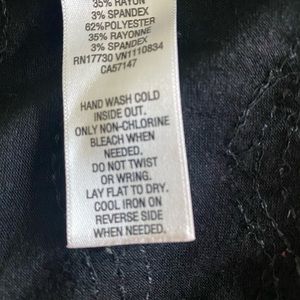 35% RAYON
3% SPANDEX
62%POLYESTER
35% RAYONNE
3% SPANDEX
RN17730 VN1110834
CA57147
HAND WASH COLD
INSIDE OUT.
ONLY NON-CHLORINE
BLEACH WHEN
NEEDED.
DO NOT TWIST
OR WRING.
LAY FLAT TO DRY.
COOL IRON ON
REVERSE SIDE
WHEN NEEDED.